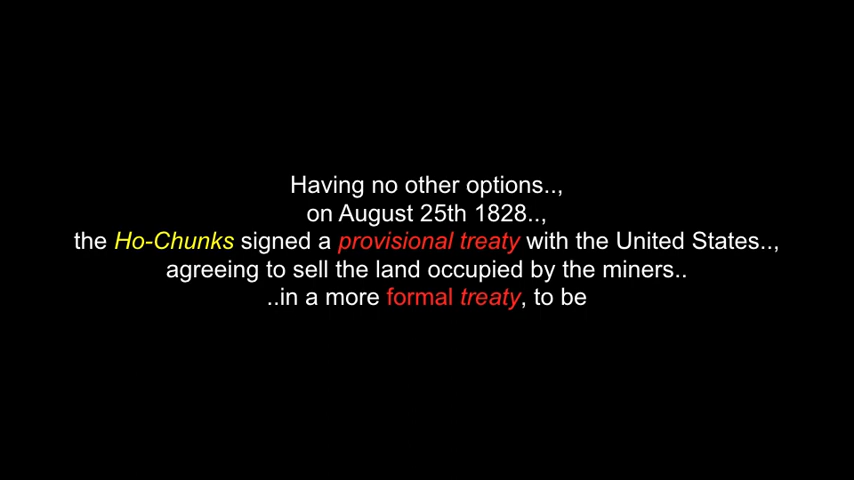 Having no other options..,
on August 25th 1828..,
the Ho-Chunks signed a provisional treaty with the United States..,
agreeing to sell the land occupied by the miners..
..in a more formal treaty, to be